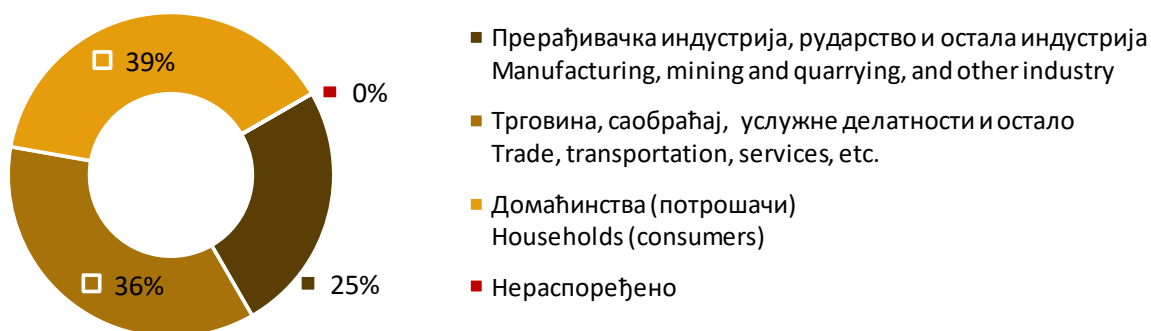 39%
0%
36%
25%
Прерађивачка индустрија, рударство и остала индустрија
Manufacturing, mining and quarrying, and other industry
Трговина, саобраћај, услужне делатности и остало
Trade, transportation, services, etc.
Домаћинства (потрошачи)
Households (consumers)
Нераспоређено